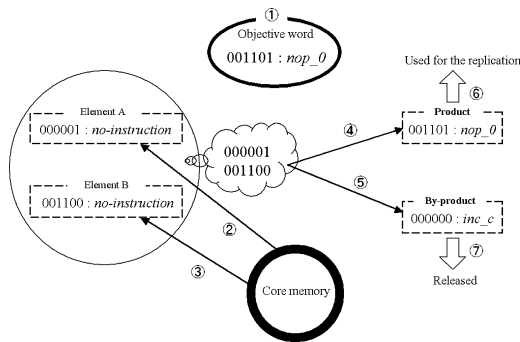 ①
Objective word
001101 : nop_0
Used for the replication
⑥
Element A
000001 : no-instruction
000001
001100
④
Product
001101 : nop_0
Element B
001100 : no-instruction
⑤
By-product
000000 : inc_c
②
③
Core memory
⑦
Released